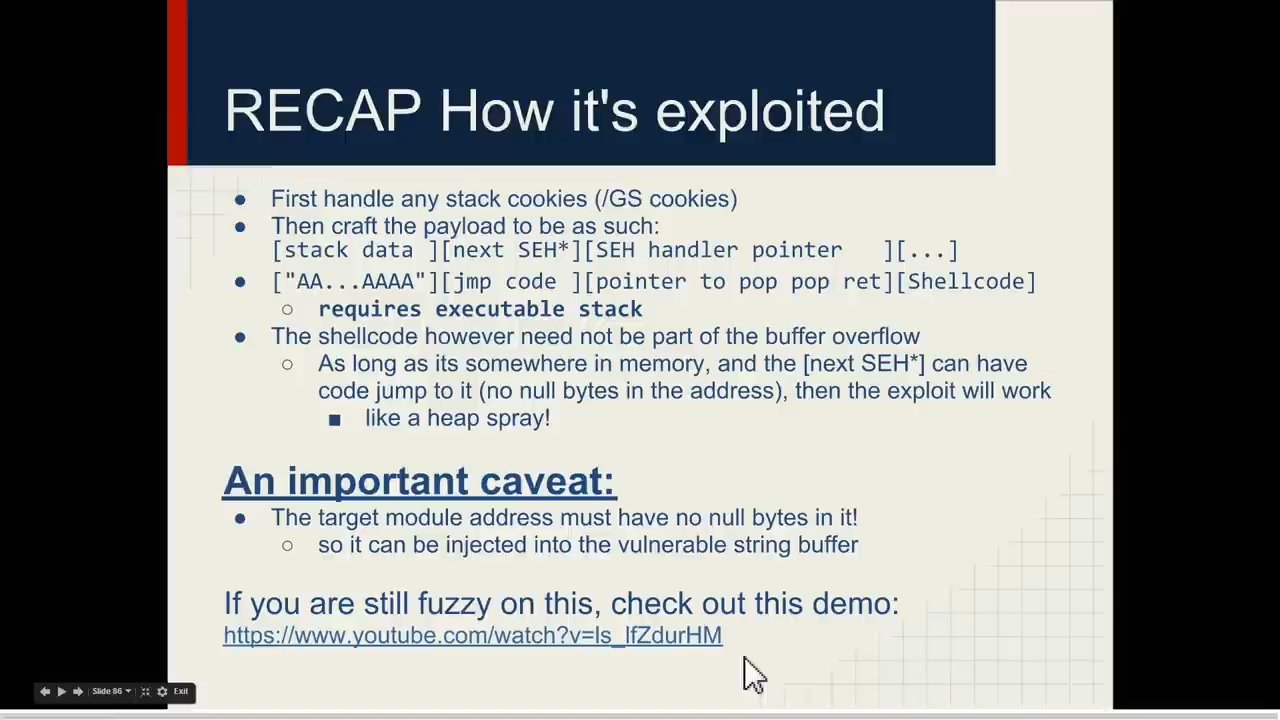 RECAP How it's exploited
● First handle any stack cookies (/GS cookies)
● Then craft the payload to be as such:
[stack data ][next SEH*][SEH handler pointer   ][...]
● ["AA...AAAA"][jmp code ][pointer to pop pop ret][Shellcode]
○ requires executable stack
● The shellcode however need not be part of the buffer overflow
○ As long as its somewhere in memory, and the [next SEH*] can have
code jump to it (no null bytes in the address), then the exploit will work
■ like a heap spray!
An important caveat:
● The target module address must have no null bytes in it!
○ so it can be injected into the vulnerable string buffer
If you are still fuzzy on this, check out this demo:
https://www.youtube.com/watch?v=ls_lfZdurHM
Slide 86 Exit